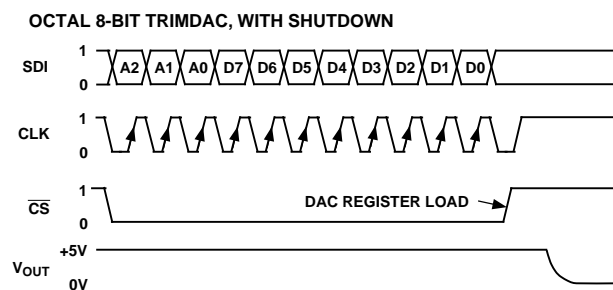 OCTAL 8-BIT TRIMDAC, WITH SHUTDOWN
SDI 1 0 A2 A1 A0 D7 D6 D5 D4 D3 D2 D1 D0
CLK 1 0
CS 1 0 DAC REGISTER LOAD
VOUT +5V 0V